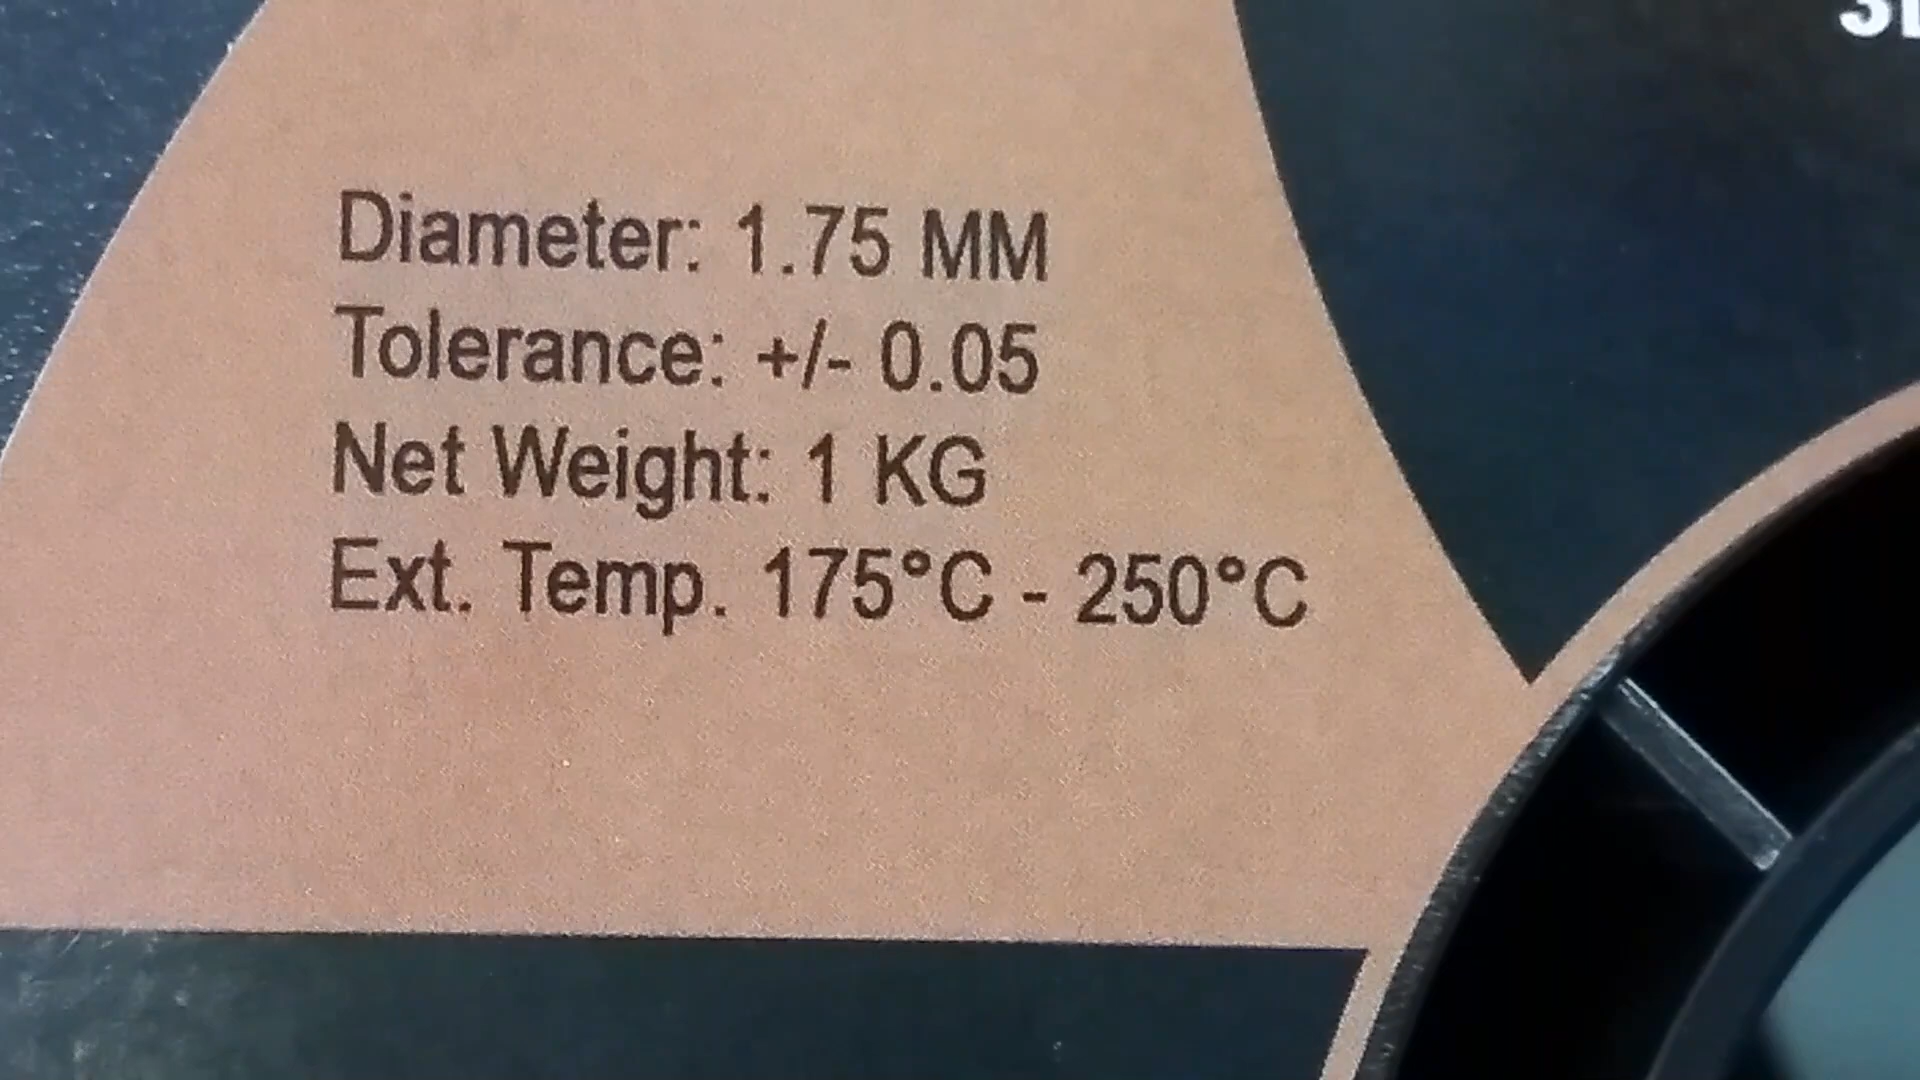 Diameter: 1.75 MM
Tolerance: +/- 0.05
Net Weight: 1 KG
Ext. Temp. 175°C - 250°C